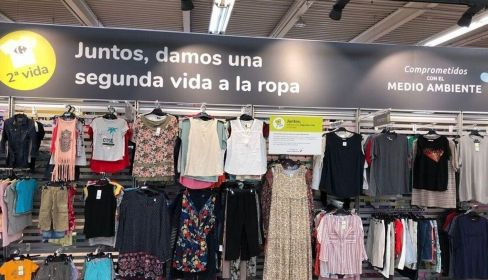 2ª vida
Juntos, damos una
segunda vida a la ropa
Comprometidos
CON EL
MEDIO AMBIENTE
Juntos,